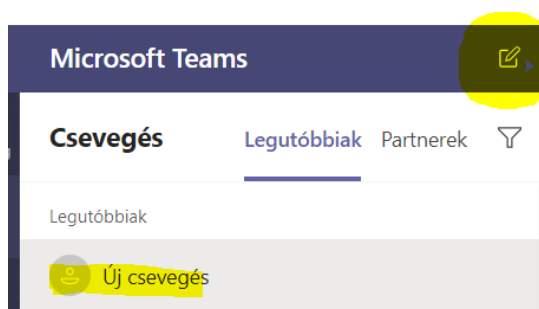 Microsoft Teams
Csevegés Legutóbbiak Partnerek
Legutóbbiak
Új csevegés